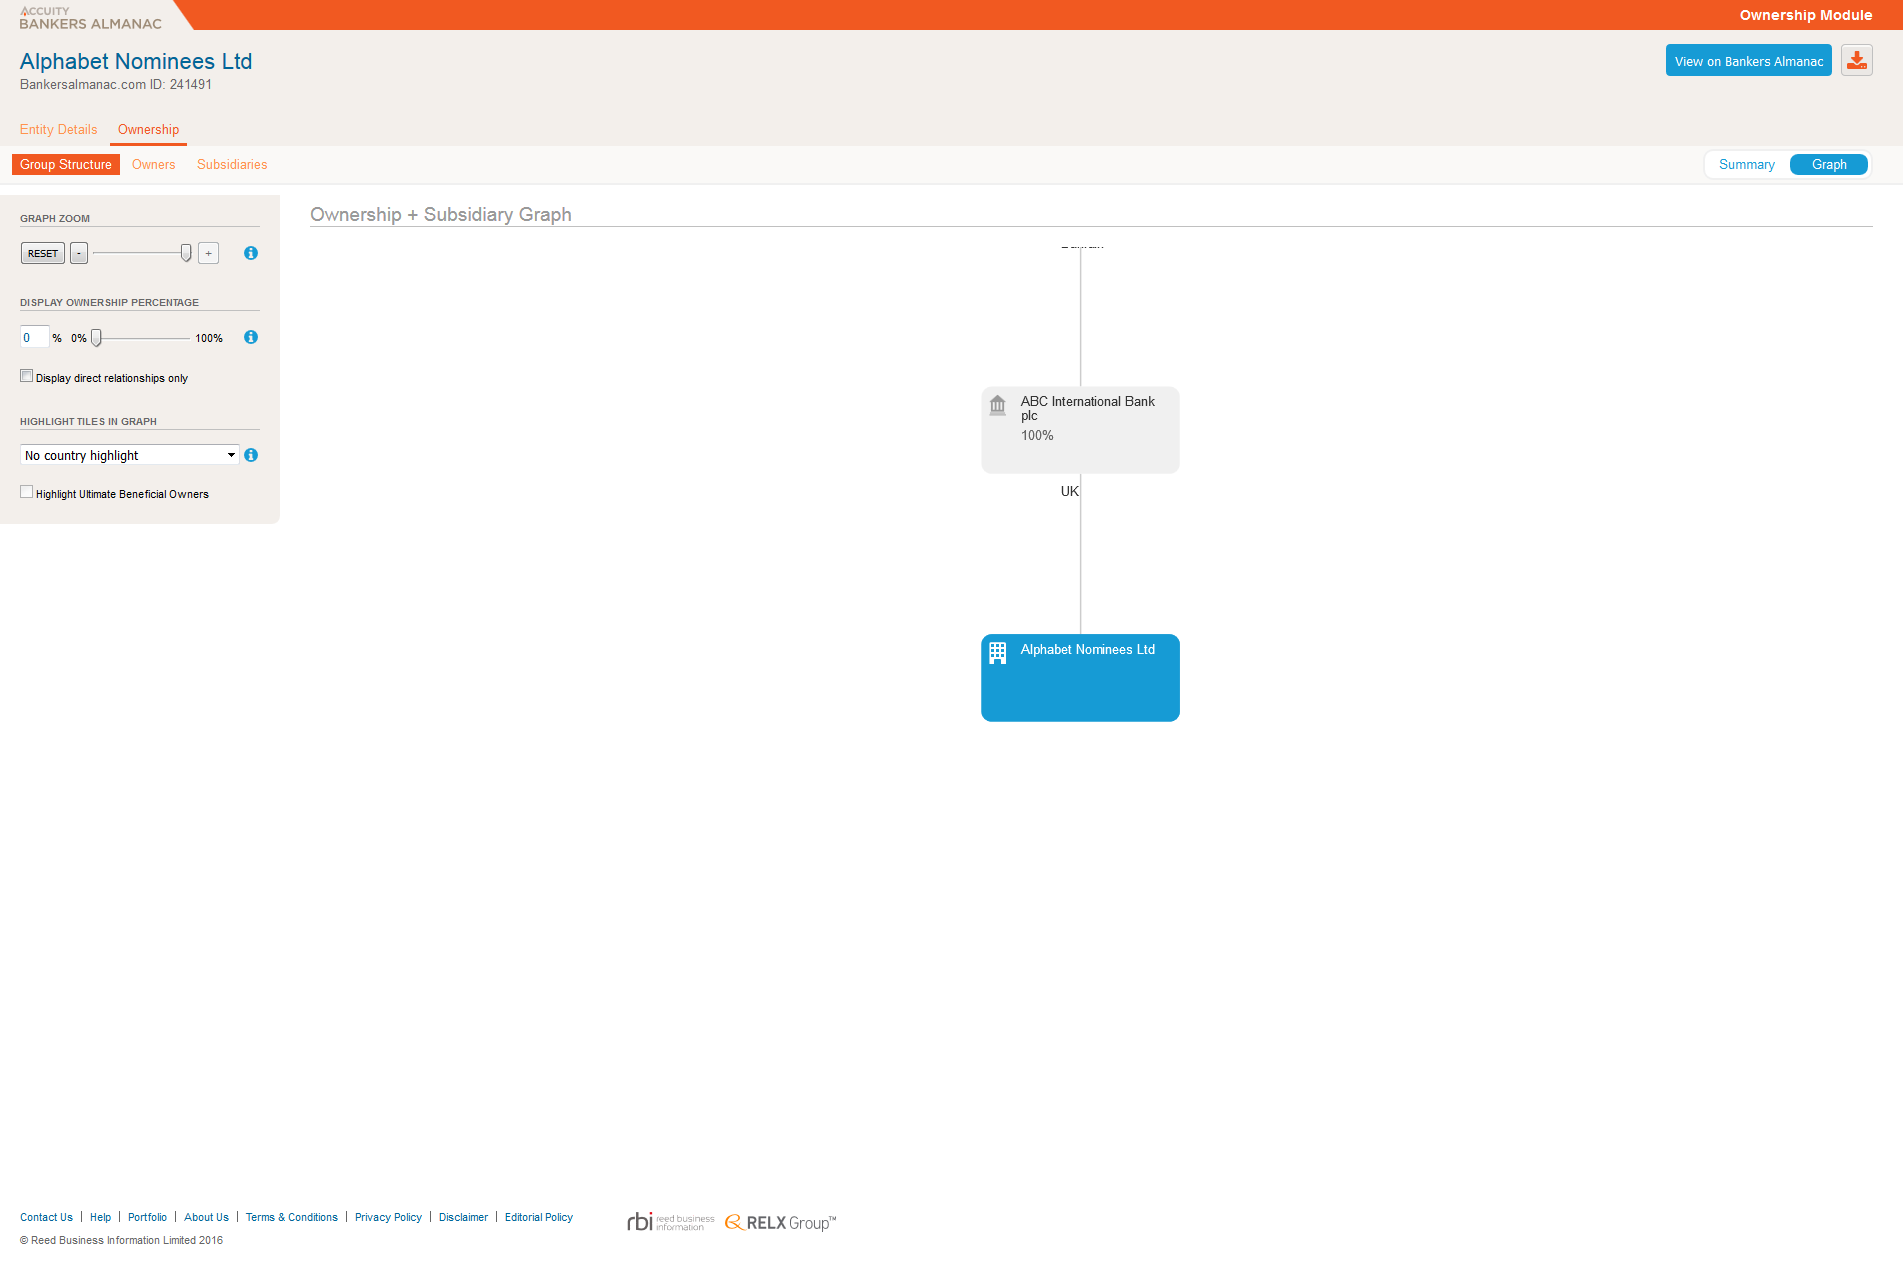 ACCUITY
BANKERS ALMANAC
Ownership Module
Alphabet Nominees Ltd
Bankersalmanac.com ID: 241491
View on Bankers Almanac
Entity Details Ownership
Group Structure Owners Subsidiaries
Summary Graph
GRAPH ZOOM
RESET - +
DISPLAY OWNERSHIP PERCENTAGE
0 % 0% 100%
Display direct relationships only
HIGHLIGHT TILES IN GRAPH
No country highlight
Highlight Ultimate Beneficial Owners
Ownership + Subsidiary Graph
ABC International Bank
plc
100%
UK
Alphabet Nominees Ltd
Contact Us | Help | Portfolio | About Us | Terms & Conditions | Privacy Policy | Disclaimer | Editorial Policy
rbi reed business
information
RELX Group™
© Reed Business Information Limited 2016